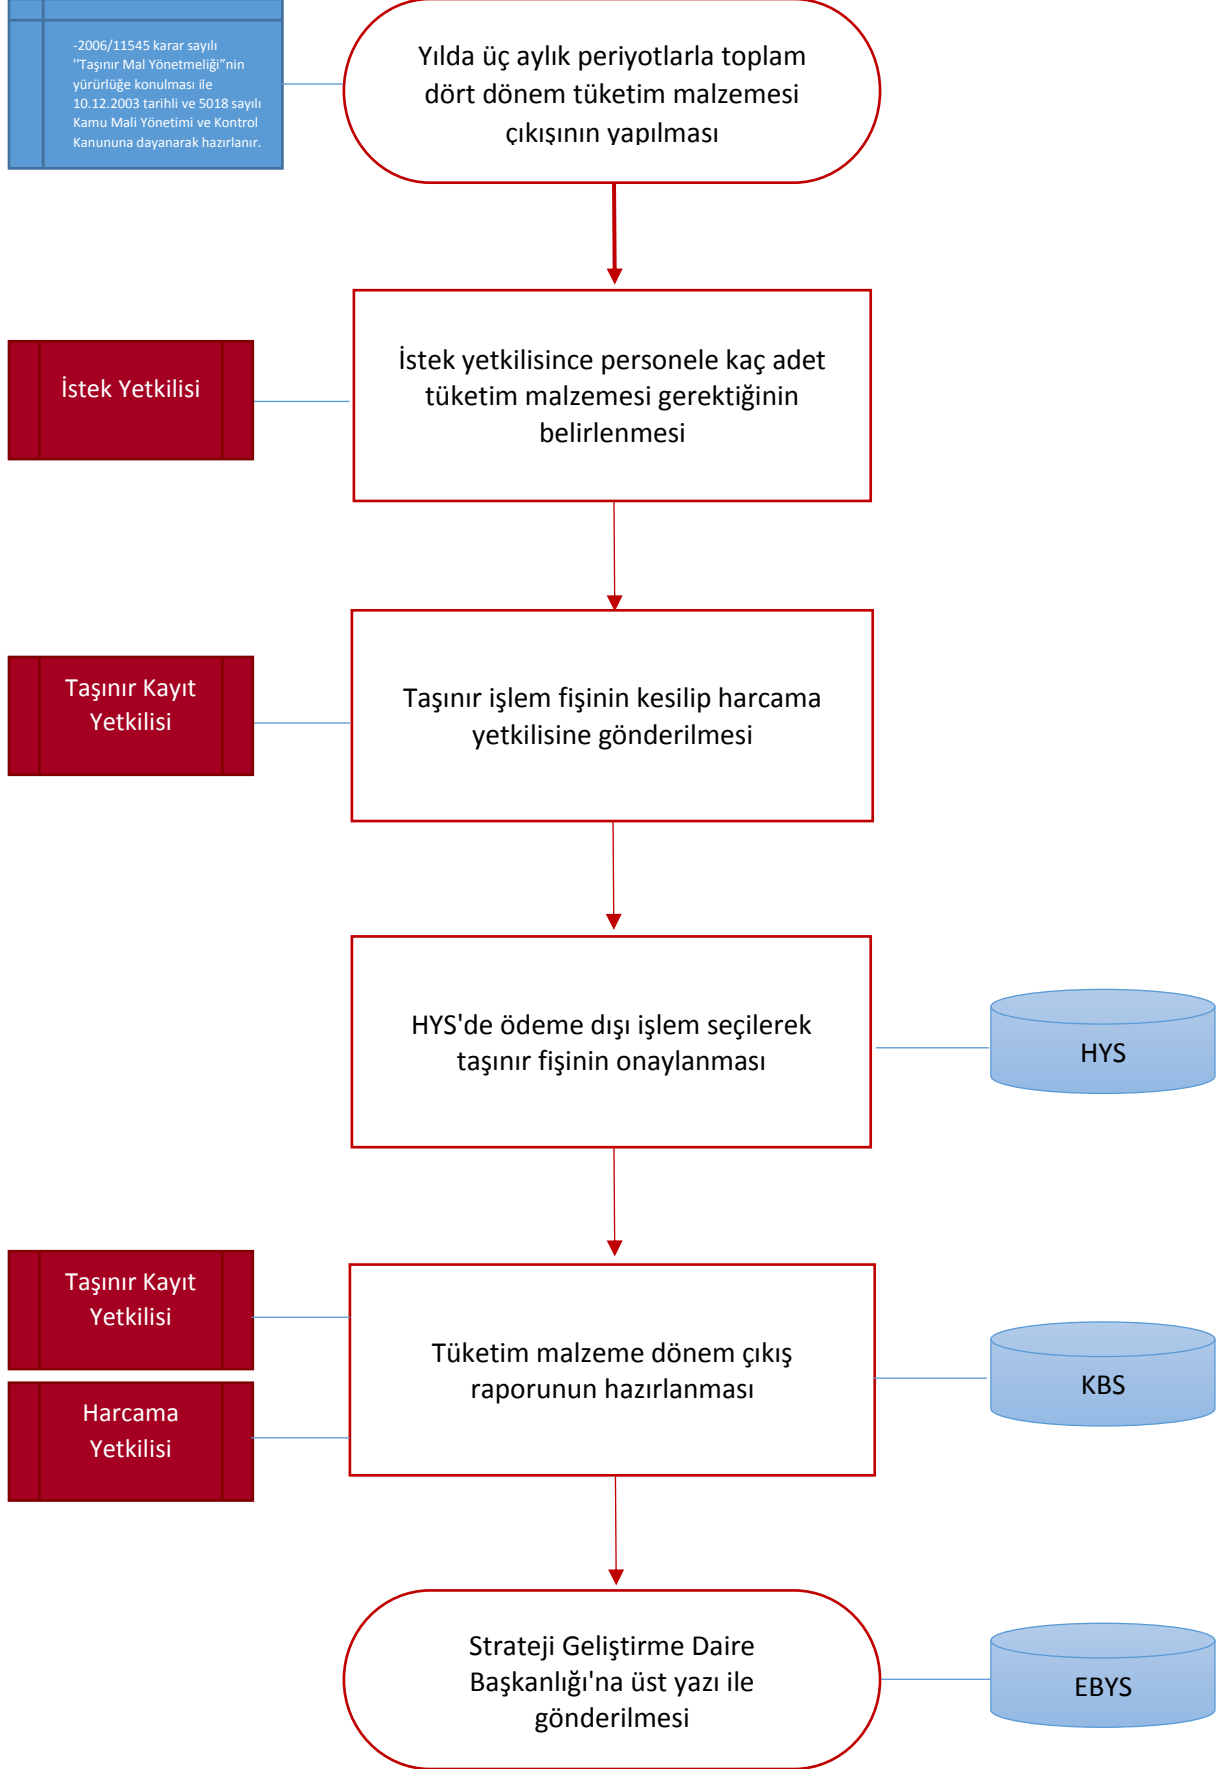 -2006/11545 karar sayılı
''Taşınır Mal Yönetmeliği”nin
yürürlüğe konulması ile
10.12.2003 tarihli ve 5018 sayılı
Kamu Mali Yönetimi ve Kontrol
Kanununa dayanarak hazırlanır.
Yılda üç aylık periyotlarla toplam
dört dönem tüketim malzemesi
çıkışının yapılması
İstek Yetkilisi
İstek yetkilisince personele kaç adet
tüketim malzemesi gerektiğinin
belirlenmesi
Taşınır Kayıt
Yetkilisi
Taşınır işlem fişinin kesilip harcama
yetkilisine gönderilmesi
HYS'de ödeme dışı işlem seçilerek
taşınır fişinin onaylanması
HYS
Taşınır Kayıt
Yetkilisi
Harcama
Yetkilisi
Tüketim malzeme dönem çıkış
raporunun hazırlanması
KBS
Strateji Geliştirme Daire
Başkanlığı'na üst yazı ile
gönderilmesi
EBYS